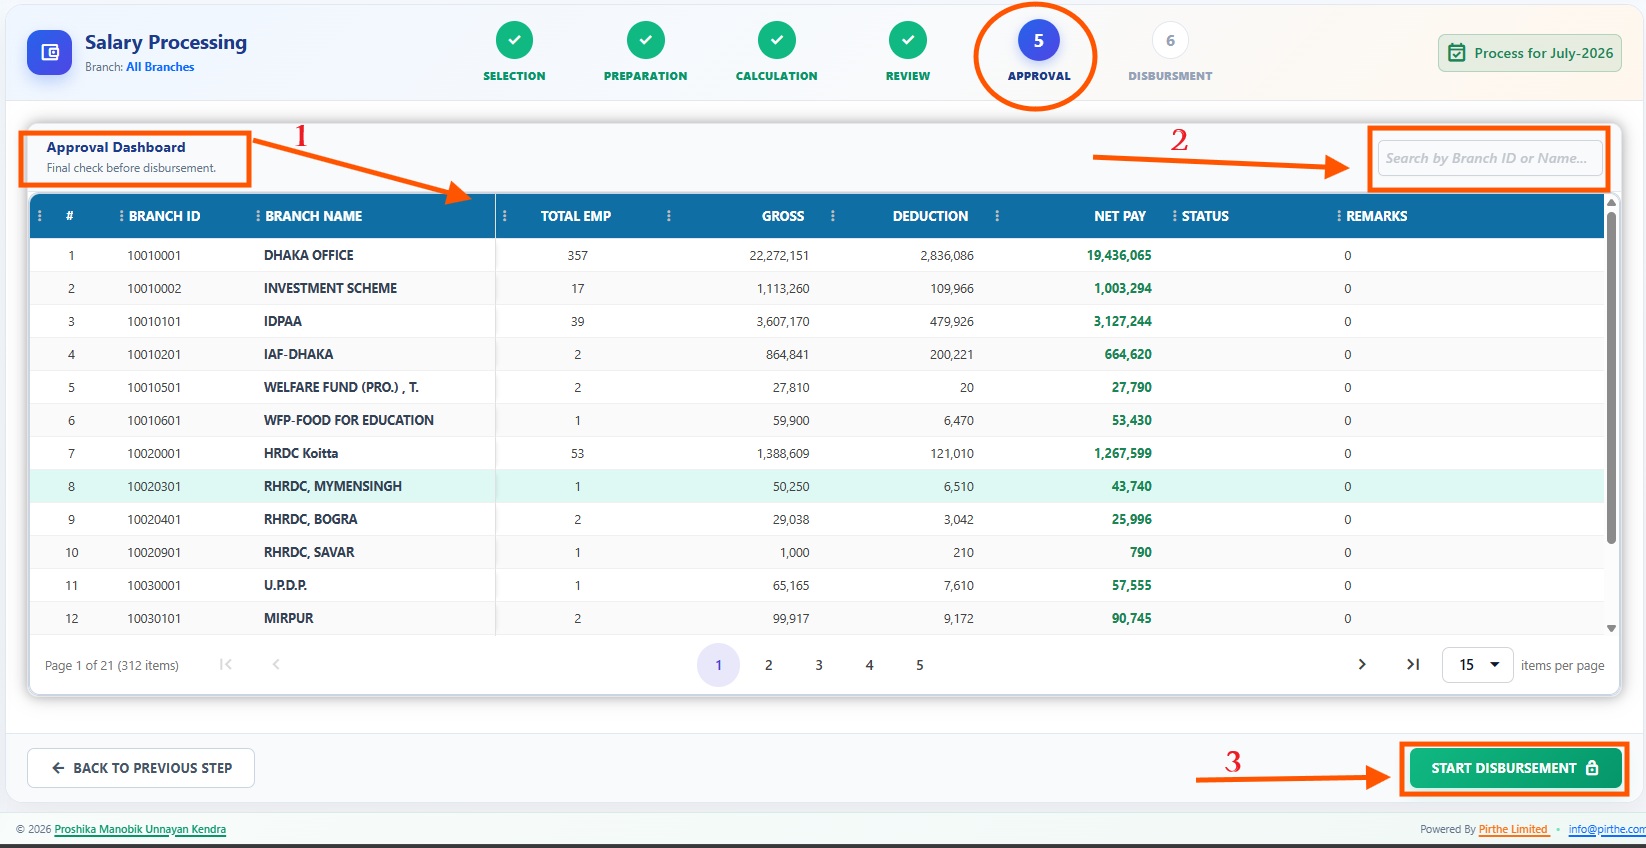 Salary Processing
Branch: All Branches
SELECTION
PREPARATION
CALCULATION
REVIEW
5
APPROVAL
6
DISBURSMENT
Process for July-2026
Approval Dashboard
Final check before disbursement.
1
2
Search by Branch ID or Name...
# BRANCH ID BRANCH NAME TOTAL EMP GROSS DEDUCTION NET PAY STATUS REMARKS
1 10010001 DHAKA OFFICE 357 22,272,151 2,836,086 19,436,065 0
2 10010002 INVESTMENT SCHEME 17 1,113,260 109,966 1,003,294 0
3 10010101 IDPAA 39 3,607,170 479,926 3,127,244 0
4 10010201 IAF-DHAKA 2 864,841 200,221 664,620 0
5 10010501 WELFARE FUND (PRO.) , T. 2 27,810 20 27,790 0
6 10010601 WFP-FOOD FOR EDUCATION 1 59,900 6,470 53,430 0
7 10020001 HRDC Koitta 53 1,388,609 121,010 1,267,599 0
8 10020301 RHRDC, MYMENSINGH 1 50,250 6,510 43,740 0
9 10020401 RHRDC, BOGRA 2 29,038 3,042 25,996 0
10 10020901 RHRDC, SAVAR 1 1,000 210 790 0
11 10030001 U.P.D.P. 1 65,165 7,610 57,555 0
12 10030101 MIRPUR 2 99,917 9,172 90,745 0
Page 1 of 21 (312 items) 1 2 3 4 5 15 items per page
BACK TO PREVIOUS STEP
3
START DISBURSEMENT
© 2026 Proshika Manobik Unnayan Kendra
Powered By Pirthe Limited • info@pirthe.com